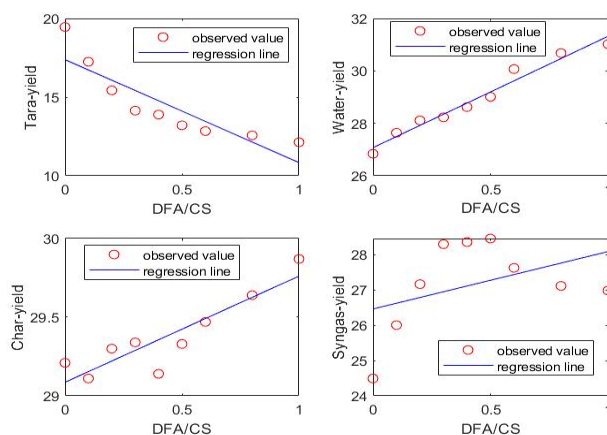 20
15
10
Tara-yield
0
0.5
1
DFA/CS
observed value
regression line
32
30
28
26
Water-yield
0
0.5
1
DFA/CS
observed value
regression line
30
29.5
29
Char-yield
0
0.5
1
DFA/CS
observed value
regression line
28
27
26
25
24
Syngas-yield
0
0.5
1
DFA/CS
observed value
regression line